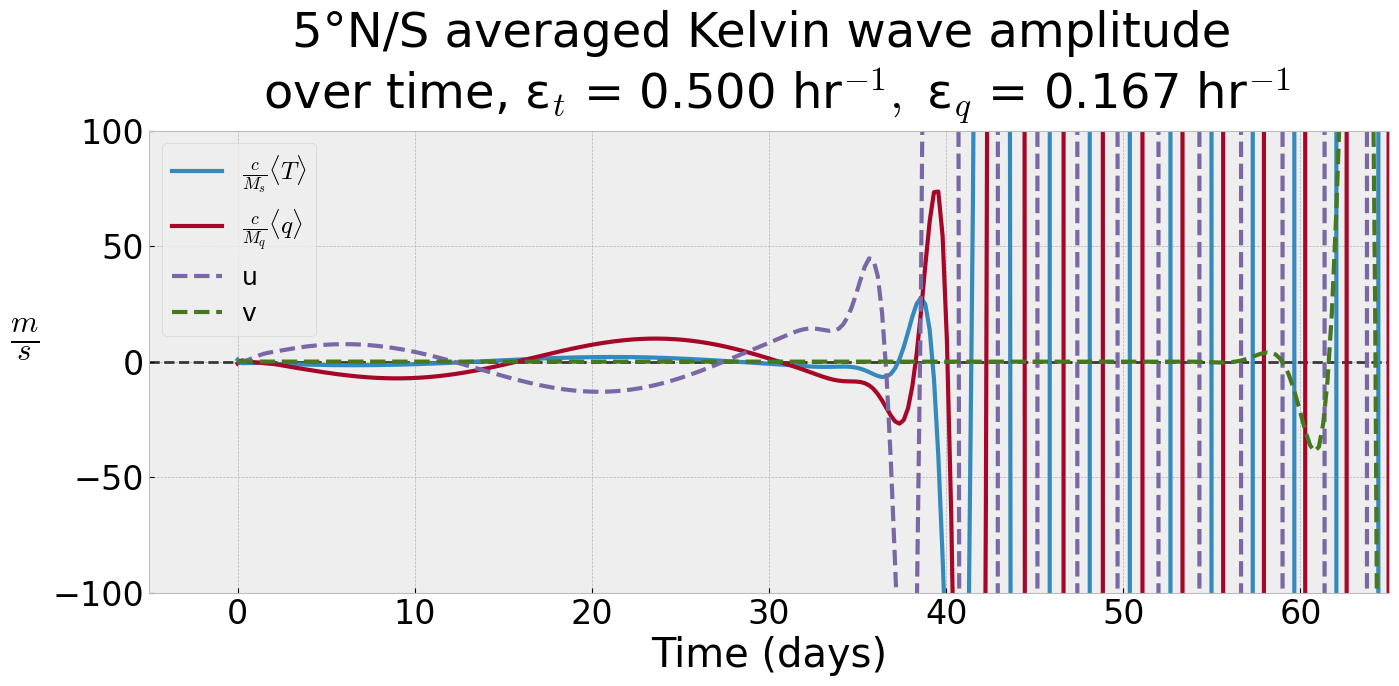 5°N/S averaged Kelvin wave amplitude
over time, ε_t = 0.500 hr⁻¹, ε_q = 0.167 hr⁻¹
100
50
0
−50
−100
m/s
c/M_s ⟨T⟩
c/M_q ⟨q⟩
u
v
0 10 20 30 40 50 60
Time (days)